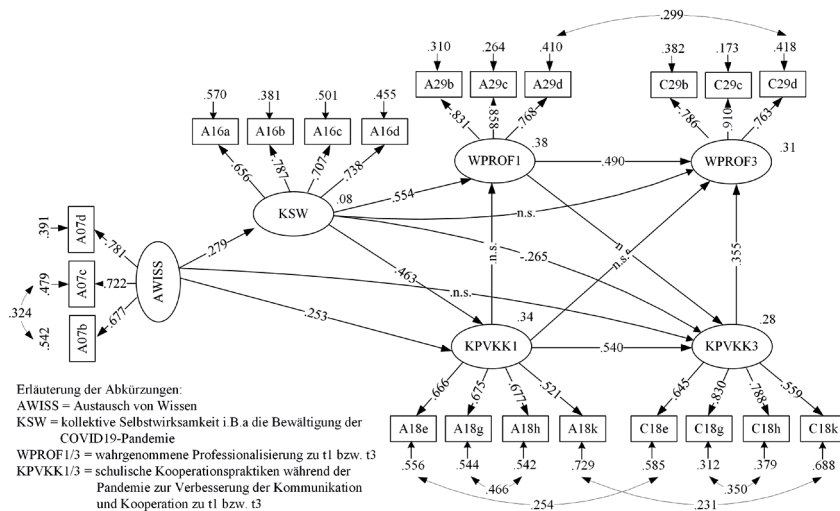 .299
.310 .264 .410 .382 .173 .418
A29b A29c A29d C29b C29c C29d
.570 .381 .501 .455
A16a A16b A16c A16d
.831 .858 .768 .786 .910 .763
.38 .31
WPROF1 .490 WPROF3
.656 .787 .707 .738
.08 .554
KSW n.s.
.391 A07d .781 .279
.479 A07c .722 AWISS
.324
.542 A07b .677
.463 -.265 n.s. n.s. .355
n.s.
.253
.34 .28
KPVKK1 .540 KPVKK3
.666 .675 .677 .521 .645 .830 .788 .559
A18e A18g A18h A18k C18e C18g C18h C18k
.556 .544 .542 .729 .585 .312 .379 .688
.466 .350
.254 .231
Erläuterung der Abkürzungen:
AWISS = Austausch von Wissen
KSW = kollektive Selbstwirksamkeit i.B.a die Bewältigung der
COVID19-Pandemie
WPROF1/3 = wahrgenommene Professionalisierung zu t1 bzw. t3
KPVKK1/3 = schulische Kooperationspraktiken während der
Pandemie zur Verbesserung der Kommunikation
und Kooperation zu t1 bzw. t3